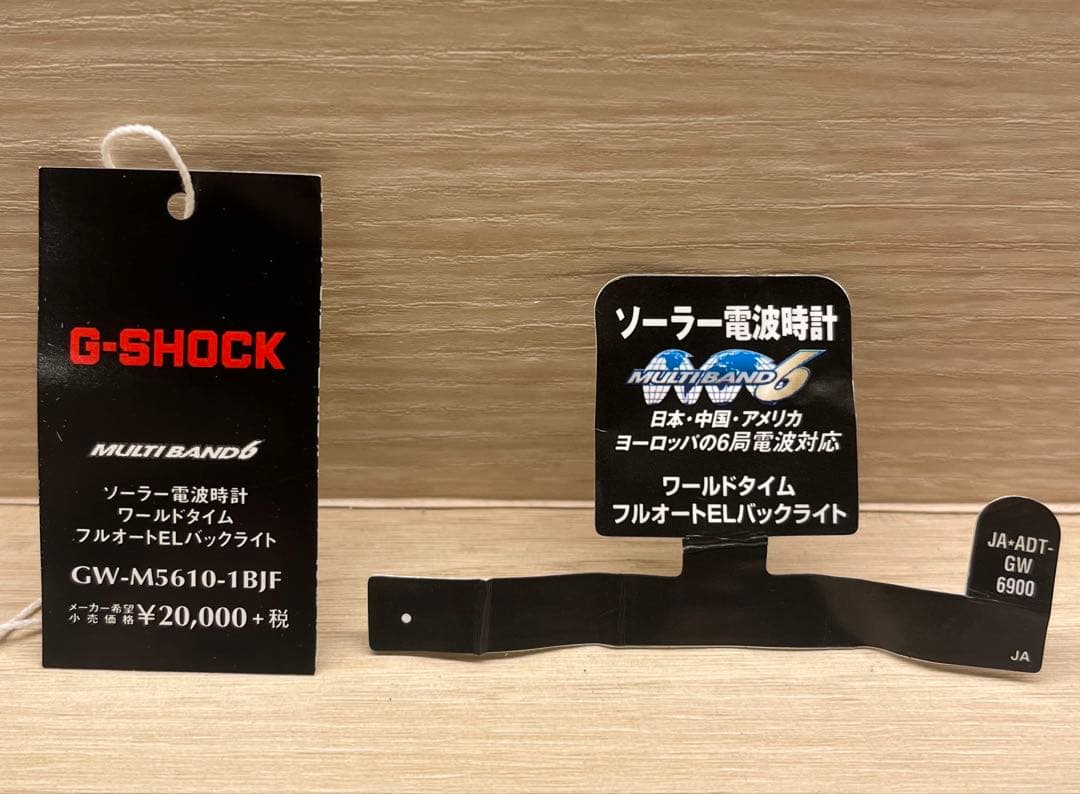 G-SHOCK
MULTI BAND 6
ソーラー電波時計
ワールドタイム
フルオートELバックライト
GW-M5610-1BJF
メーカー希望
小売価格 ¥20,000+税
ソーラー電波時計
MULTI BAND 6
日本・中国・アメリカ
ヨーロッパの6局電波対応
ワールドタイム
フルオートELバックライト
JA*ADT-
GW
6900
JA